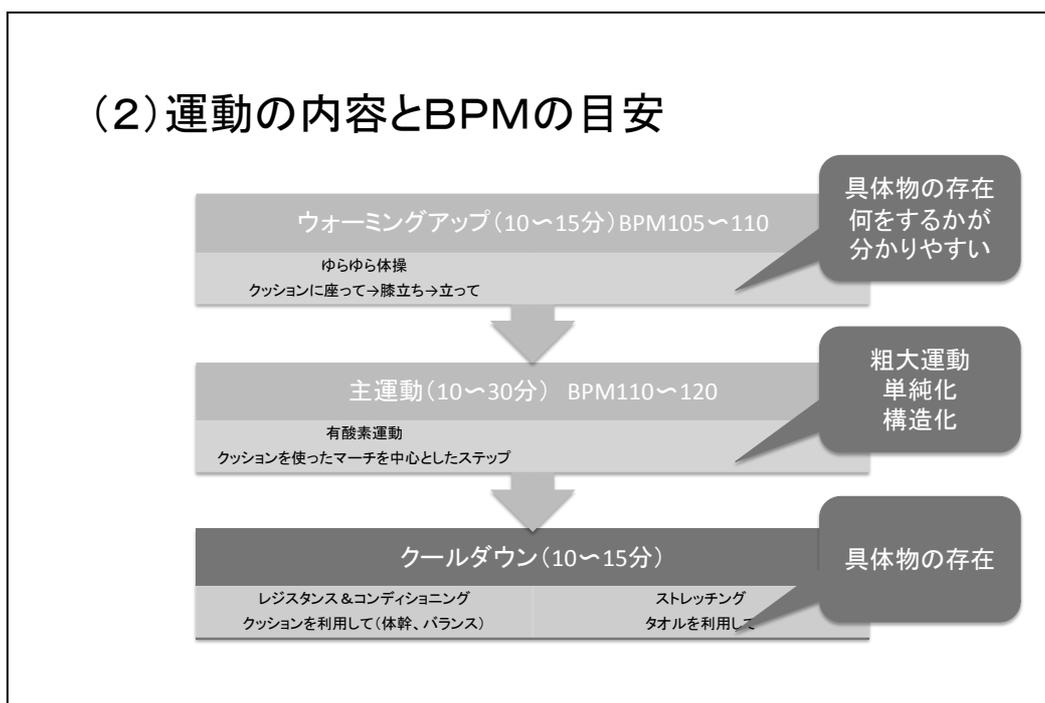 （2）運動の内容とBPMの目安
ウォーミングアップ（10〜15分）BPM105〜110
ゆらゆら体操
クッションに座って→膝立ち→立って
具体物の存在
何をするかが
分かりやすい
主運動（10〜30分） BPM110〜120
有酸素運動
クッションを使ったマーチを中心としたステップ
粗大運動
単純化
構造化
クールダウン（10〜15分）
レジスタンス＆コンディショニング
クッションを利用して（体幹、バランス）
ストレッチング
タオルを利用して
具体物の存在